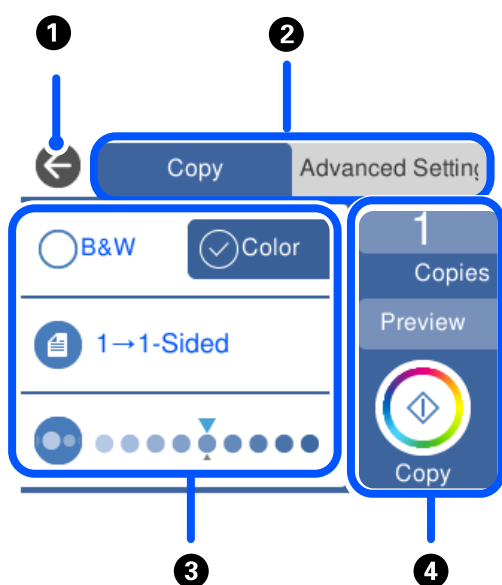 1 2
Copy Advanced Setting
B&W Color
1→1-Sided
1
Copies
Preview
Copy
3 4